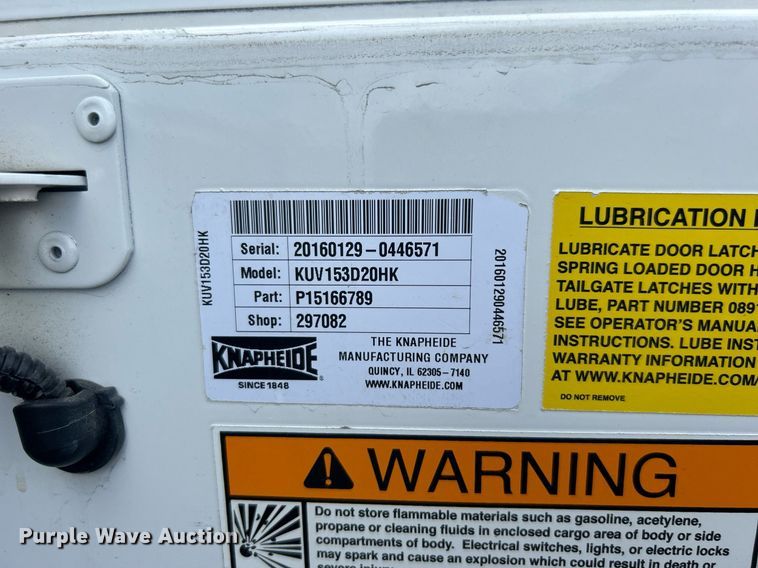 KUV153D20HK
Serial: 20160129-0446571
Model: KUV153D20HK
Part: P15166789
Shop: 297082
201601290446571
KNAPHEIDE
SINCE 1848
THE KNAPHEIDE
MANUFACTURING COMPANY
QUINCY, IL 62305-7140
WWW.KNAPHEIDE.COM
LUBRICATION
LUBRICATE DOOR LATCH
SPRING LOADED DOOR H
TAILGATE LATCHES WITH
LUBE, PART NUMBER 089
SEE OPERATOR'S MANUA
INSTRUCTIONS. LUBE INST
WARRANTY INFORMATION
AT WWW.KNAPHEIDE.COM/
DO NOT REMOVE
WARNING
Do not store flammable materials such as gasoline, acetylene,
propane or cleaning fluids in enclosed cargo area of body or side
compartments of body. Electrical switches, lights, or electric locks
may spark and cause an explosion which could result in death or
Purple Wave Auction